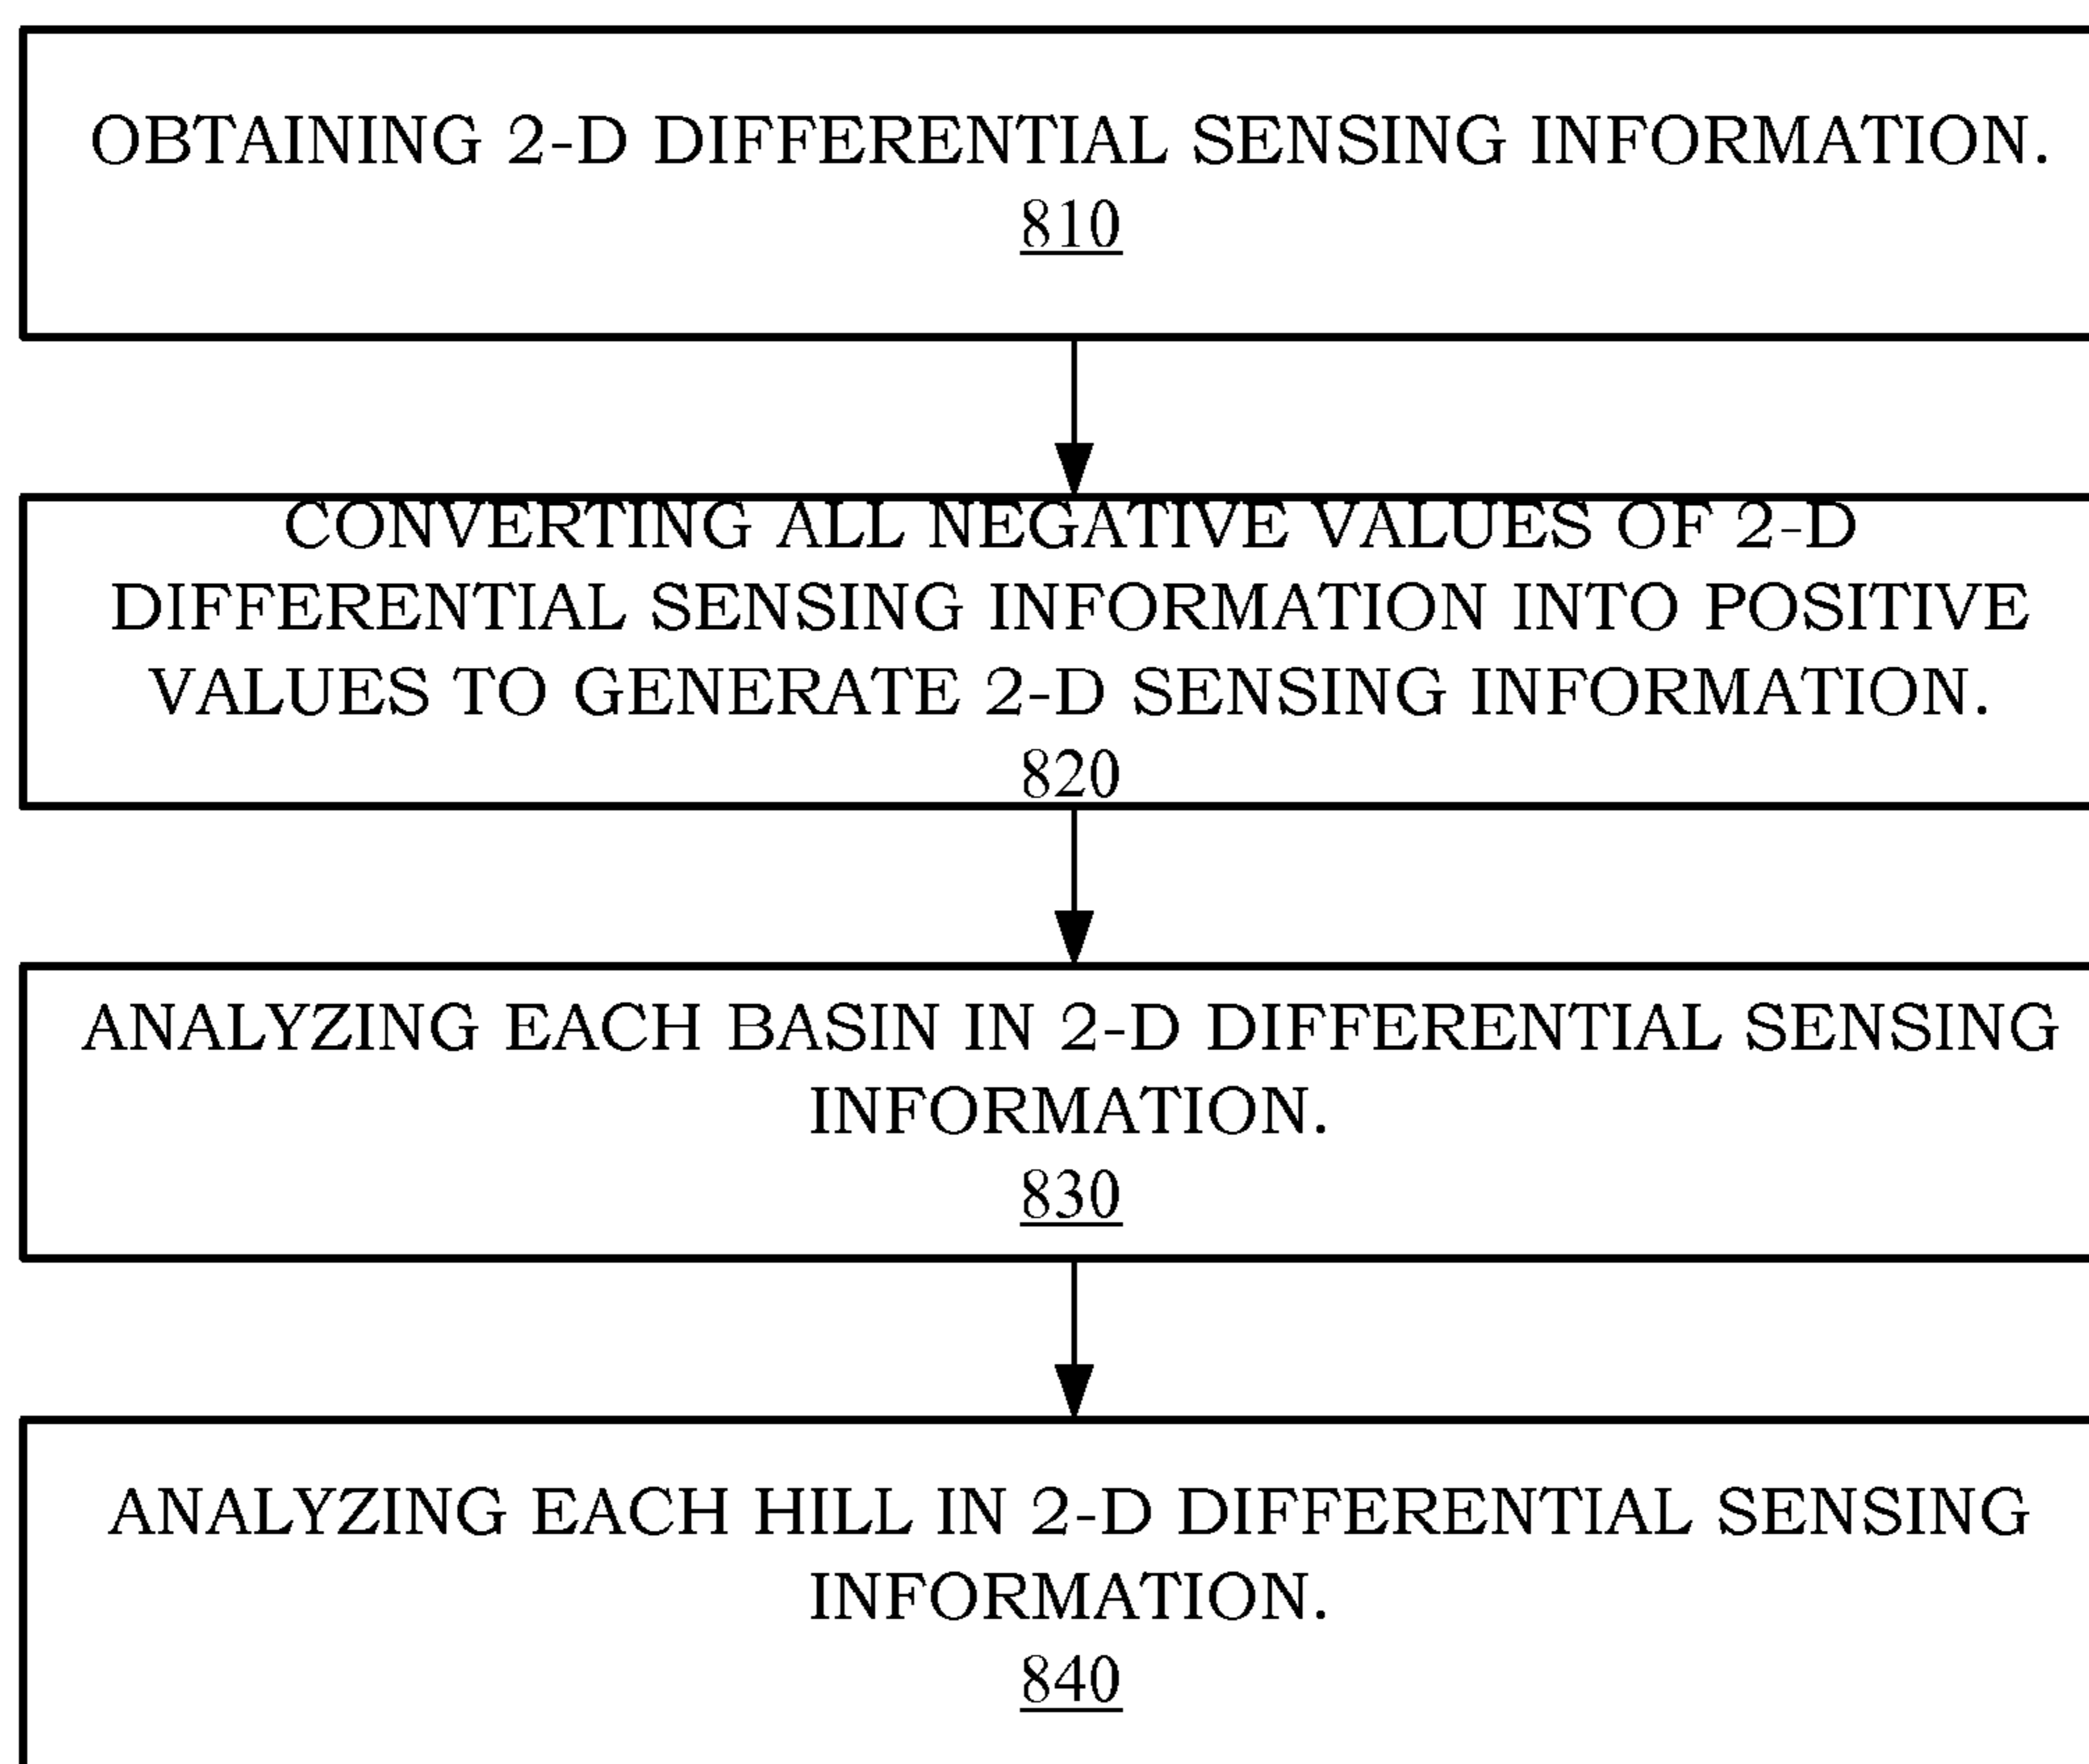 OBTAINING 2-D DIFFERENTIAL SENSING INFORMATION.
810
CONVERTING ALL NEGATIVE VALUES OF 2-D
DIFFERENTIAL SENSING INFORMATION INTO POSITIVE
VALUES TO GENERATE 2-D SENSING INFORMATION.
820
ANALYZING EACH BASIN IN 2-D DIFFERENTIAL SENSING
INFORMATION.
830
ANALYZING EACH HILL IN 2-D DIFFERENTIAL SENSING
INFORMATION.
840